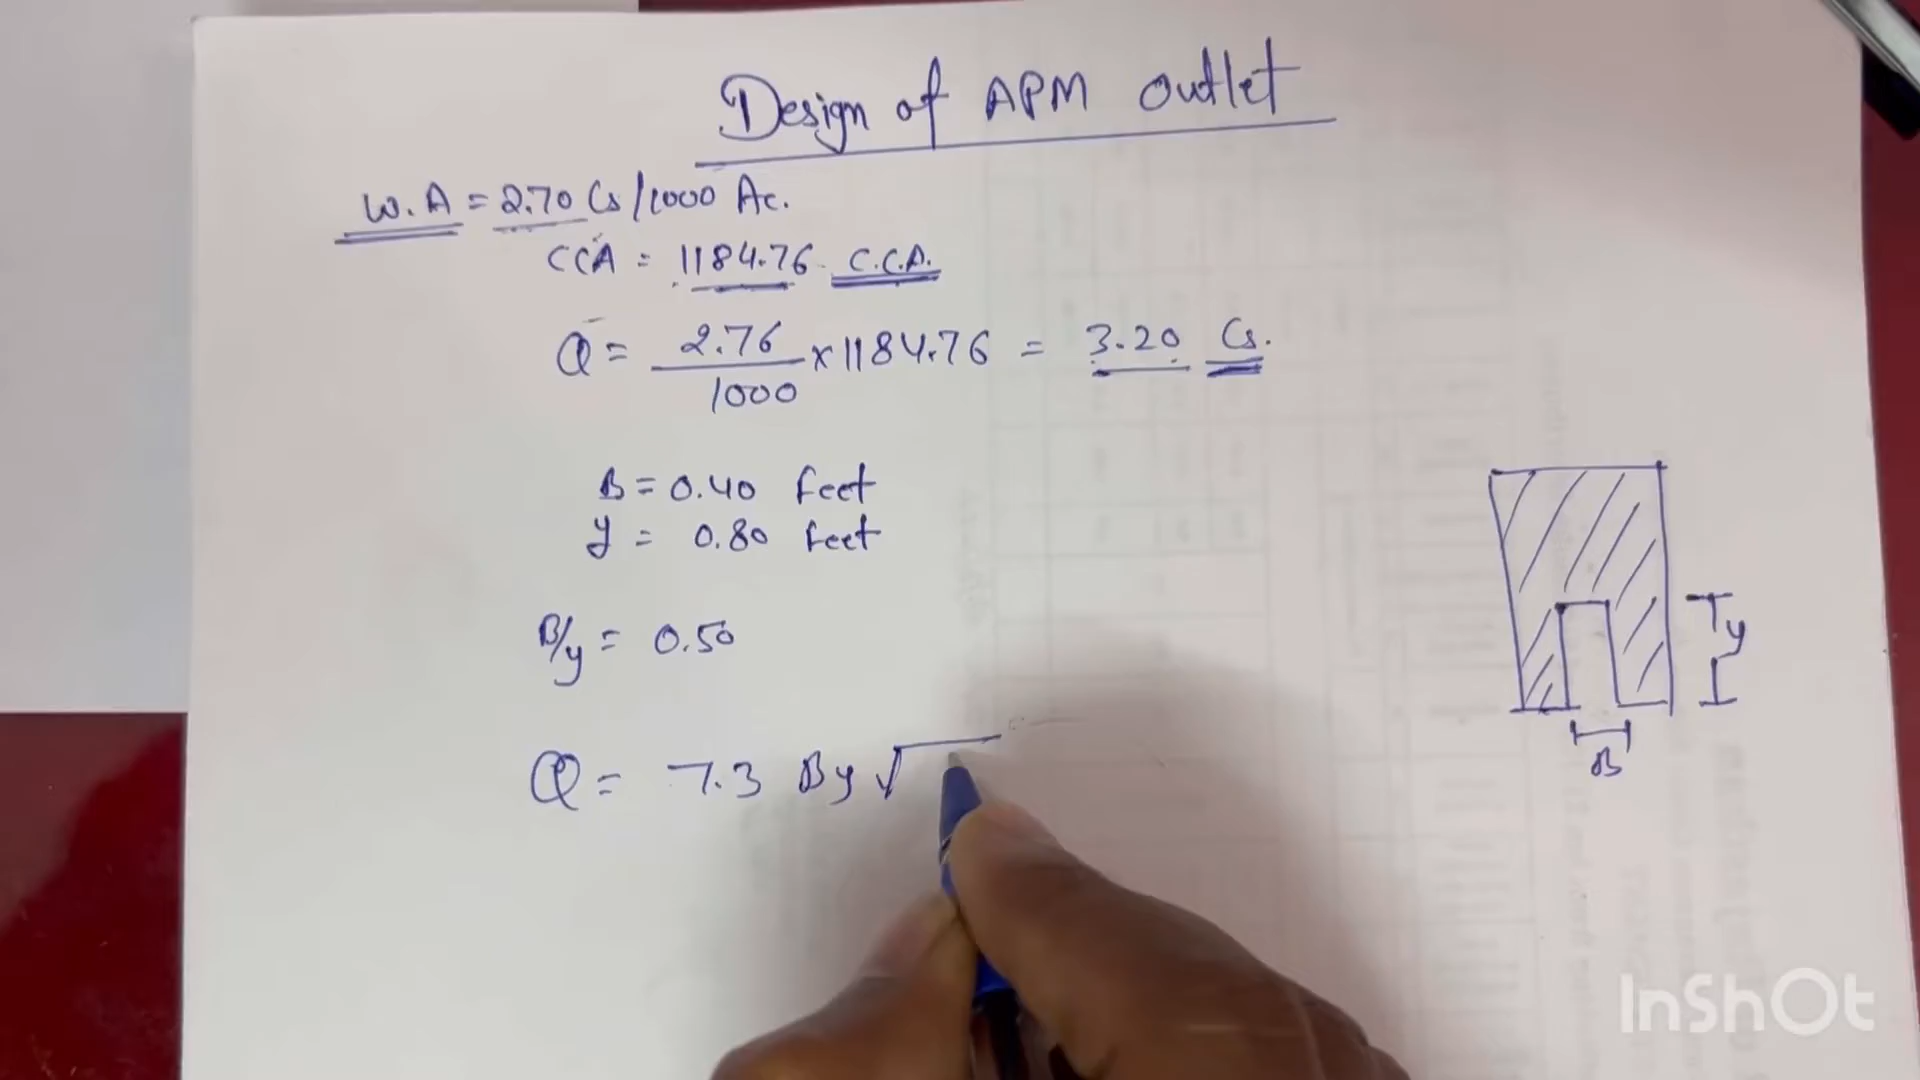 Design of APM Outlet
W.A = 2.70 Cs/1000 Ac.
CCA = 1184.76 C.C.A.
Q = 2.76/1000 x 1184.76 = 3.20 Cs.
B = 0.40 feet
y = 0.80 feet
B/y = 0.50
y
B
Q = 7.3 By √
InShOt